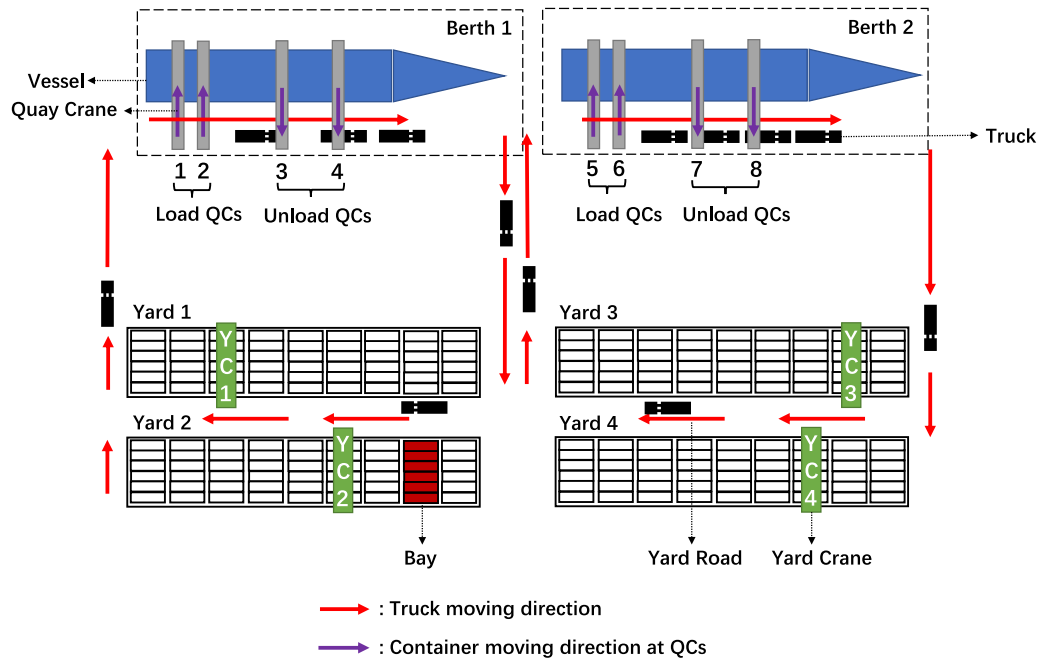 Berth 1
Berth 2
Vessel
Quay Crane
Truck
1 2 3 4
5 6 7 8
Load QCs
Unload QCs
Load QCs
Unload QCs
Yard 1
YC1
Yard 3
YC3
Yard 2
YC2
Yard 4
YC4
Bay
Yard Road
Yard Crane
: Truck moving direction
: Container moving direction at QCs